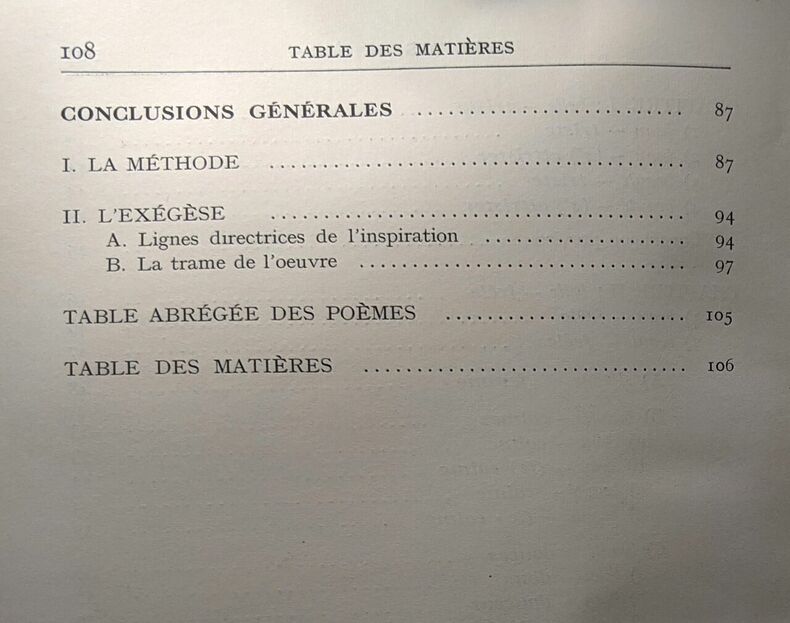 108 TABLE DES MATIÈRES
CONCLUSIONS GÉNÉRALES .......................... 87
I. LA MÉTHODE ........................................ 87
II. L'EXÉGÈSE ........................................ 94
A. Lignes directrices de l'inspiration .................... 94
B. La trame de l'oeuvre ................................ 97
TABLE ABRÉGÉE DES POÈMES ........................ 105
TABLE DES MATIÈRES ................................ 106